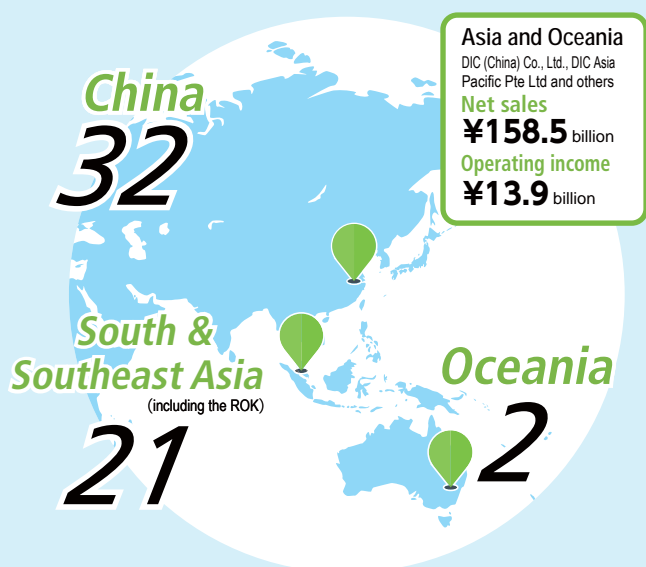 China
32
Asia and Oceania
DIC (China) Co., Ltd., DIC Asia
Pacific Pte Ltd and others
Net sales
¥158.5 billion
Operating income
¥13.9 billion
South &
Southeast Asia
(including the ROK)
21
Oceania
2